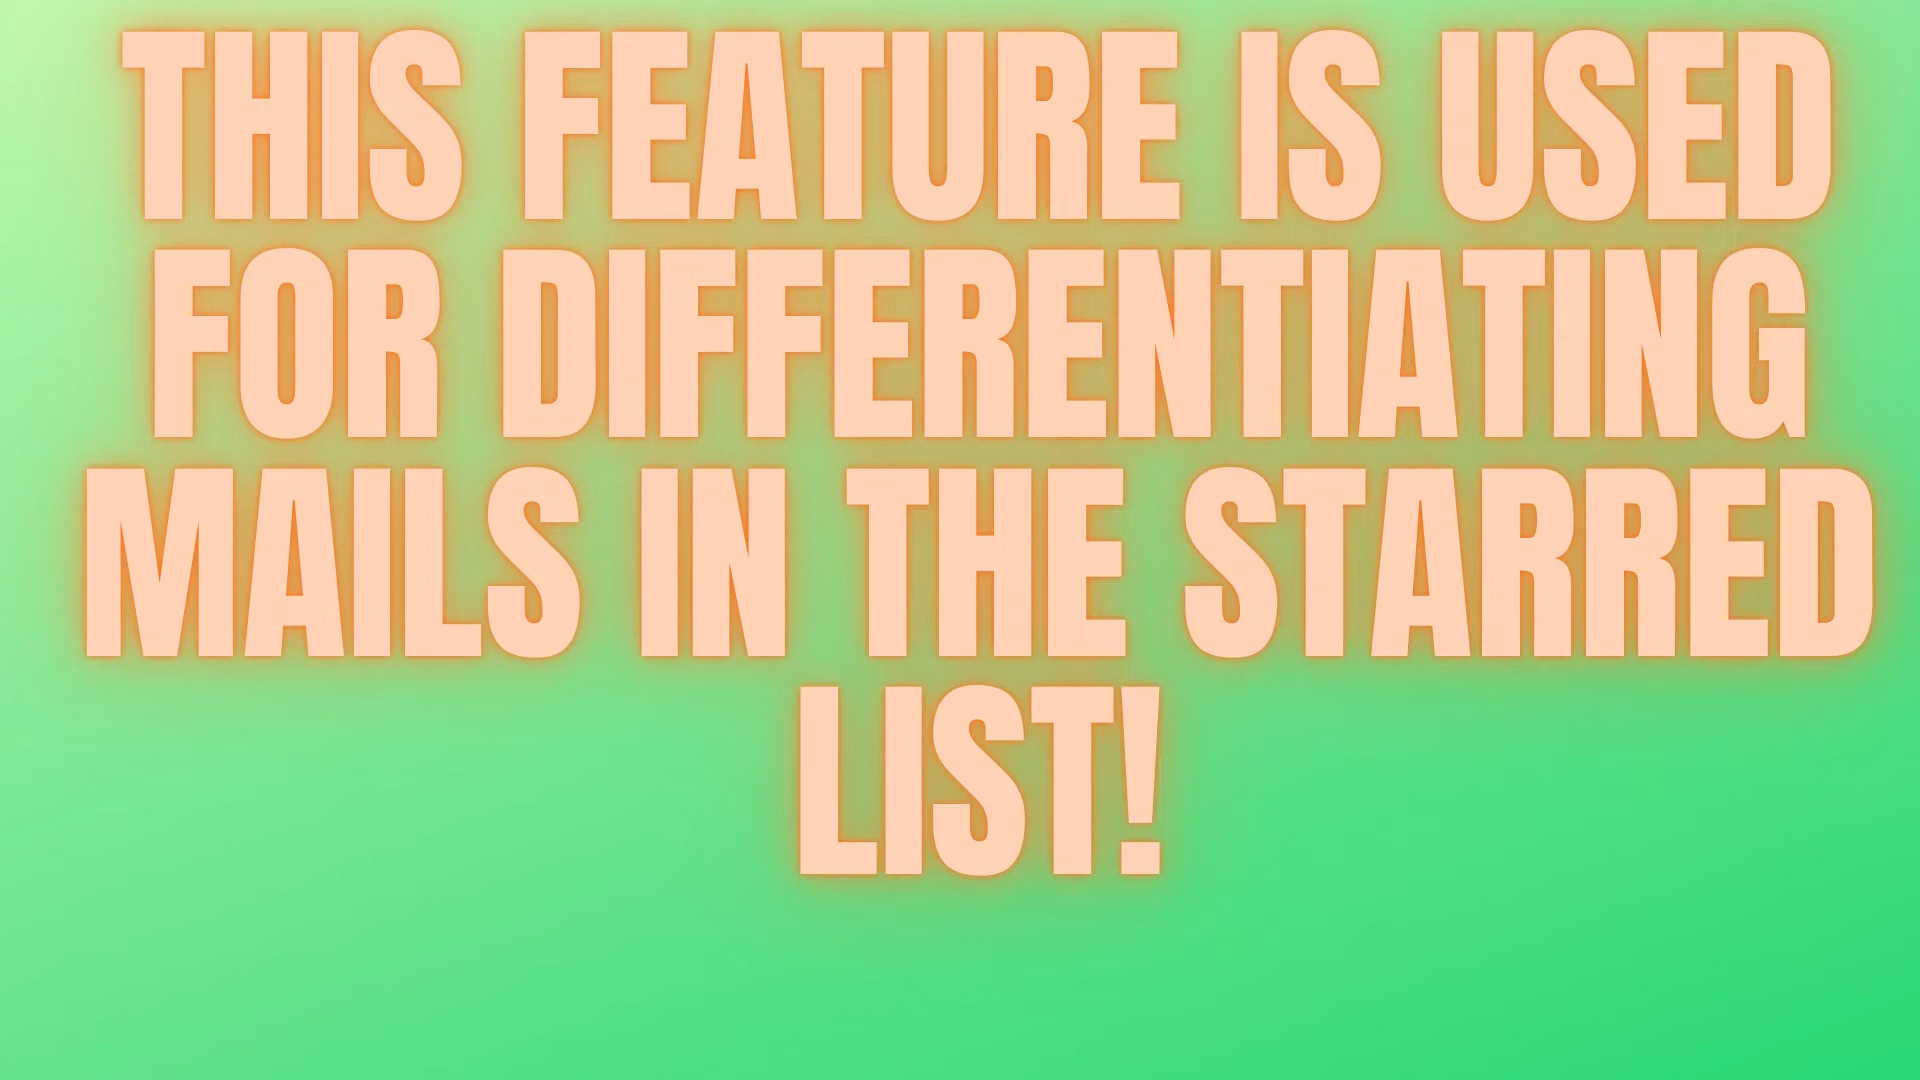 THIS FEATURE IS USED
FOR DIFFERENTIATING
MAILS IN THE STARRED
LIST!